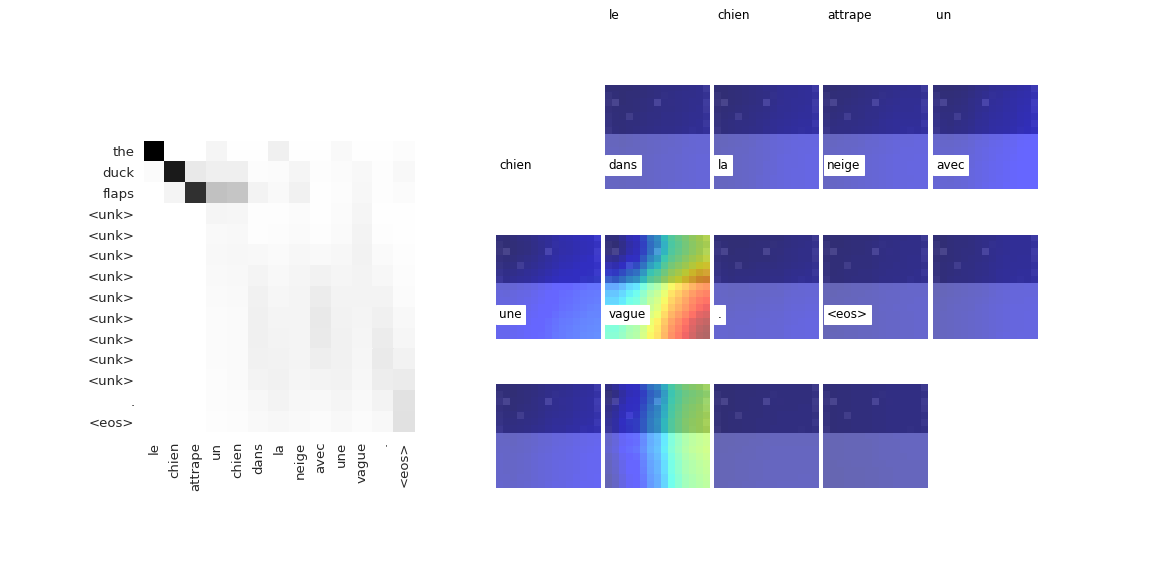 the
duck
flaps
<unk>
<unk>
<unk>
<unk>
<unk>
<unk>
<unk>
<unk>
<unk>
.
<eos>
le chien attrape un chien dans la neige avec une vague . <eos>
le chien attrape un
chien dans la neige avec
une vague . <eos>